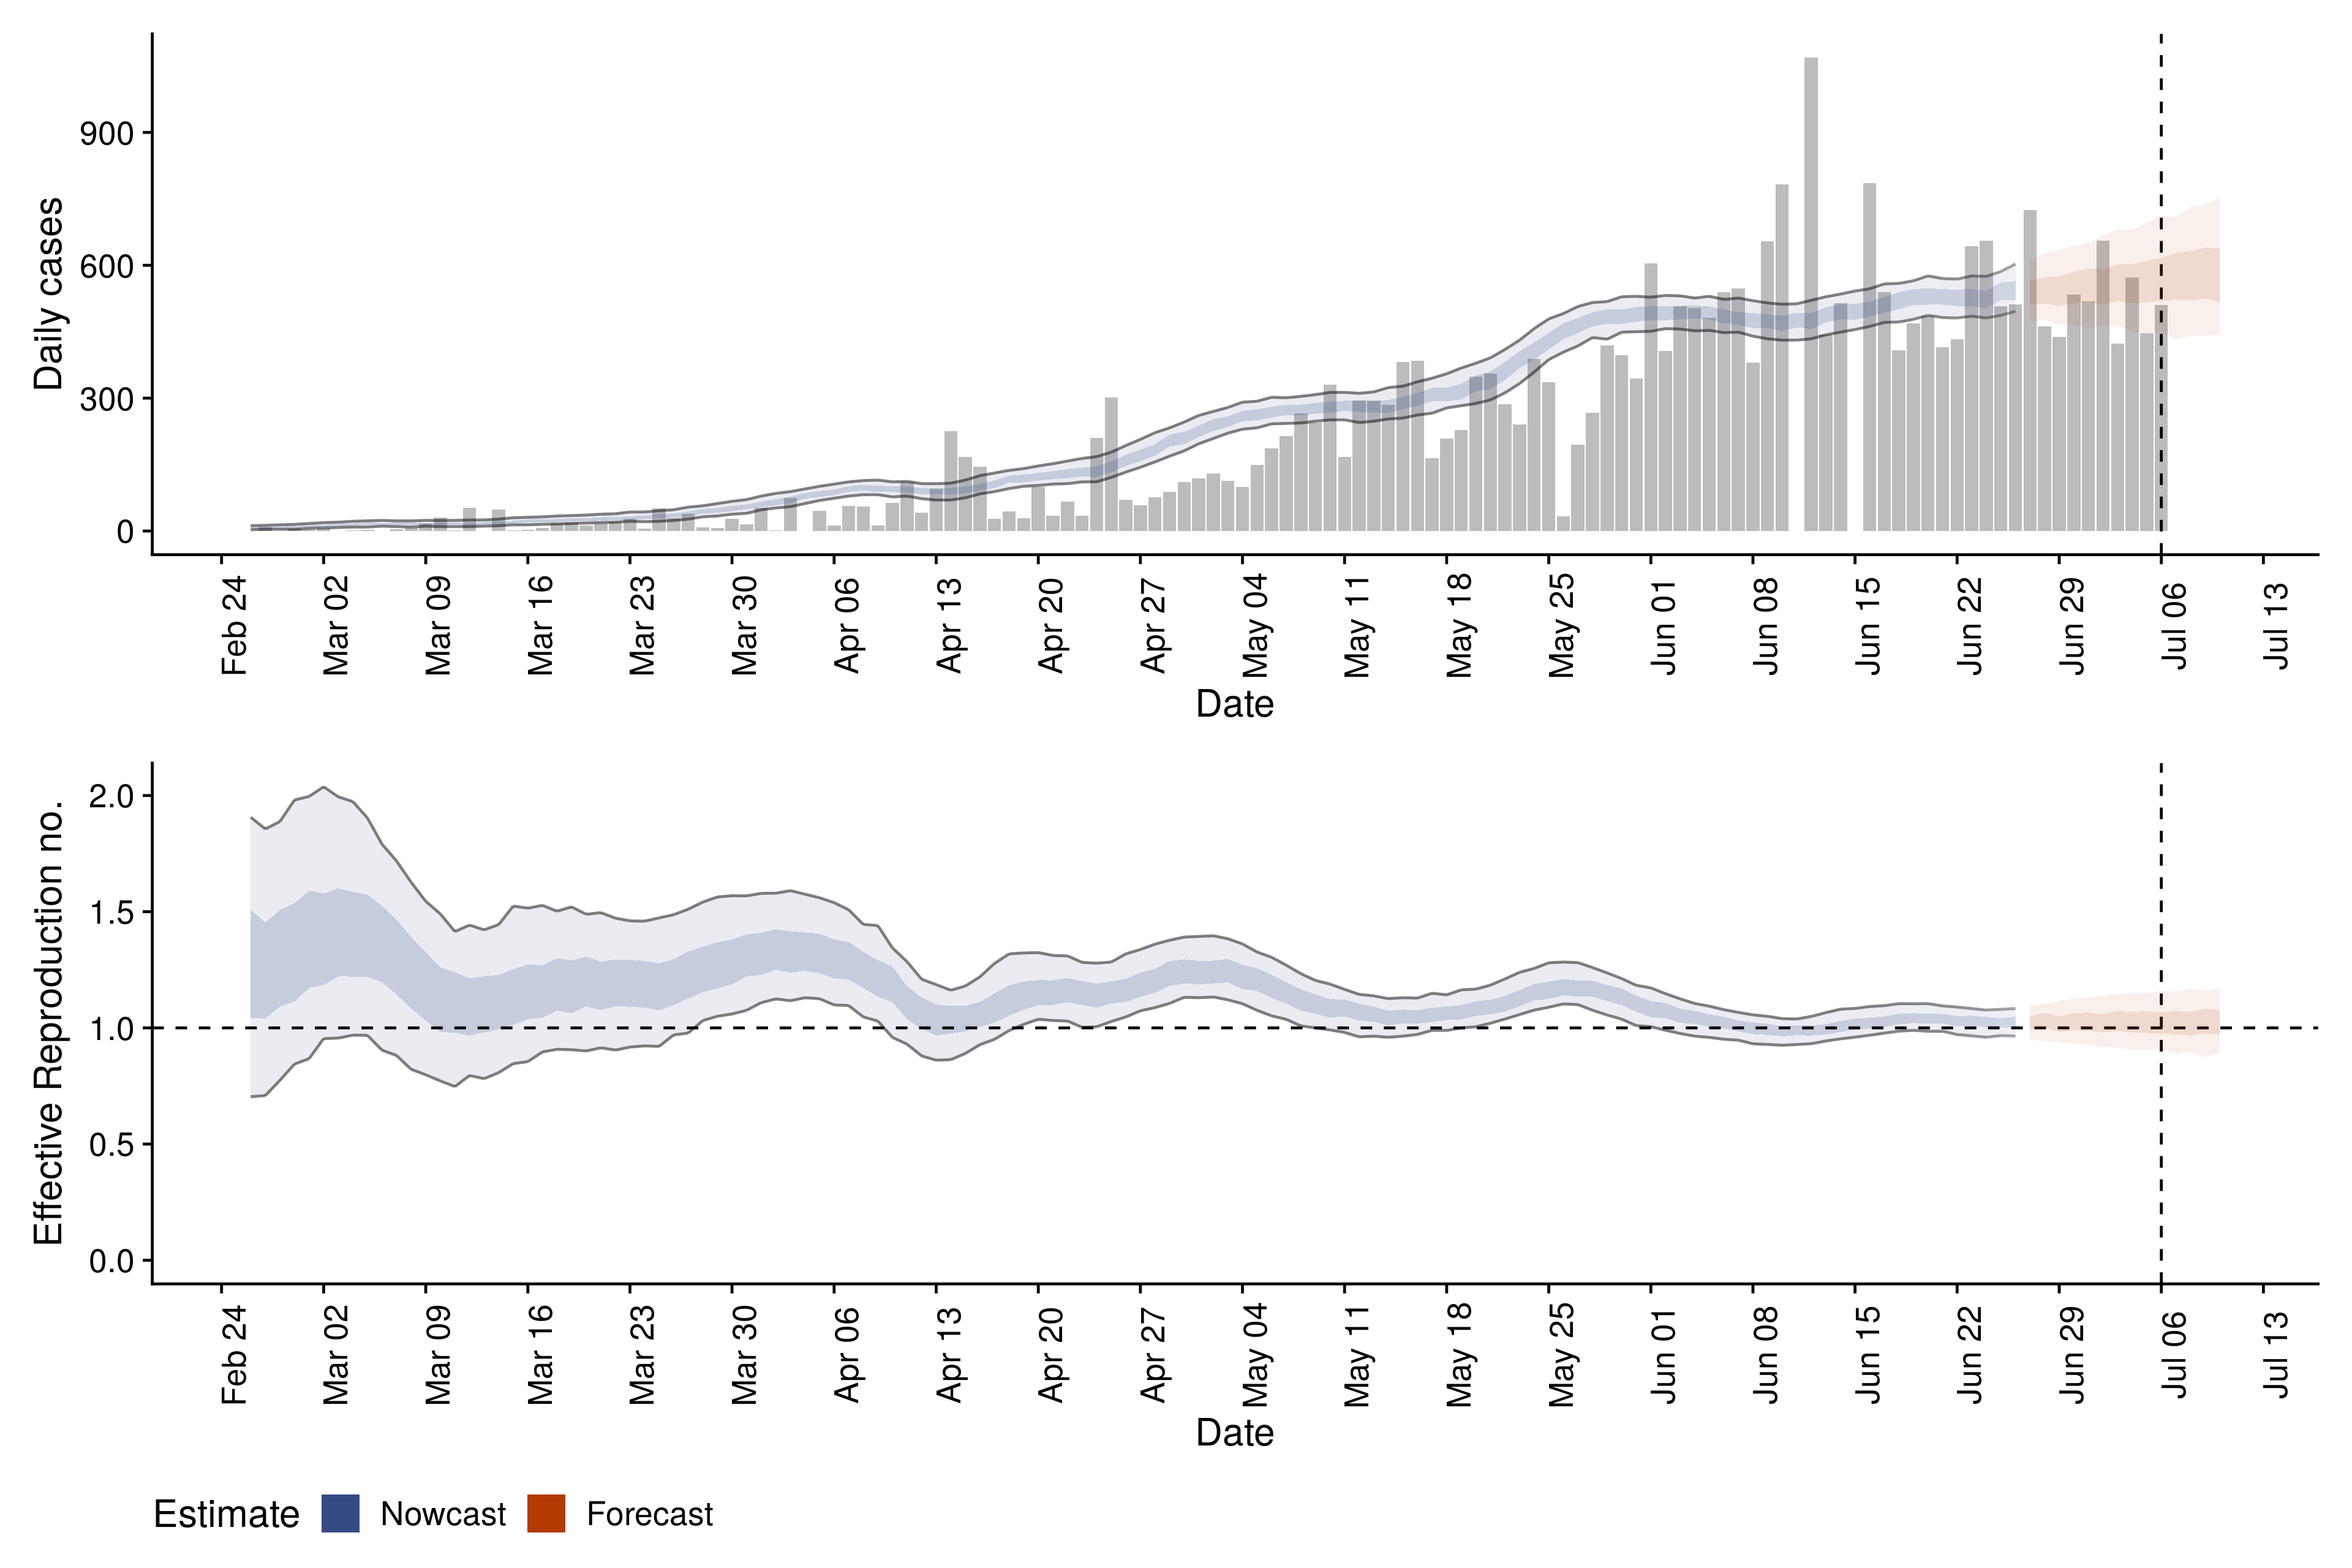 Daily cases
900
600
300
0
Feb 24 Mar 02 Mar 09 Mar 16 Mar 23 Mar 30 Apr 06 Apr 13 Apr 20 Apr 27 May 04 May 11 May 18 May 25 Jun 01 Jun 08 Jun 15 Jun 22 Jun 29 Jul 06 Jul 13
Date
Effective Reproduction no.
2.0
1.5
1.0
0.5
0.0
Feb 24 Mar 02 Mar 09 Mar 16 Mar 23 Mar 30 Apr 06 Apr 13 Apr 20 Apr 27 May 04 May 11 May 18 May 25 Jun 01 Jun 08 Jun 15 Jun 22 Jun 29 Jul 06 Jul 13
Date
Estimate Nowcast Forecast